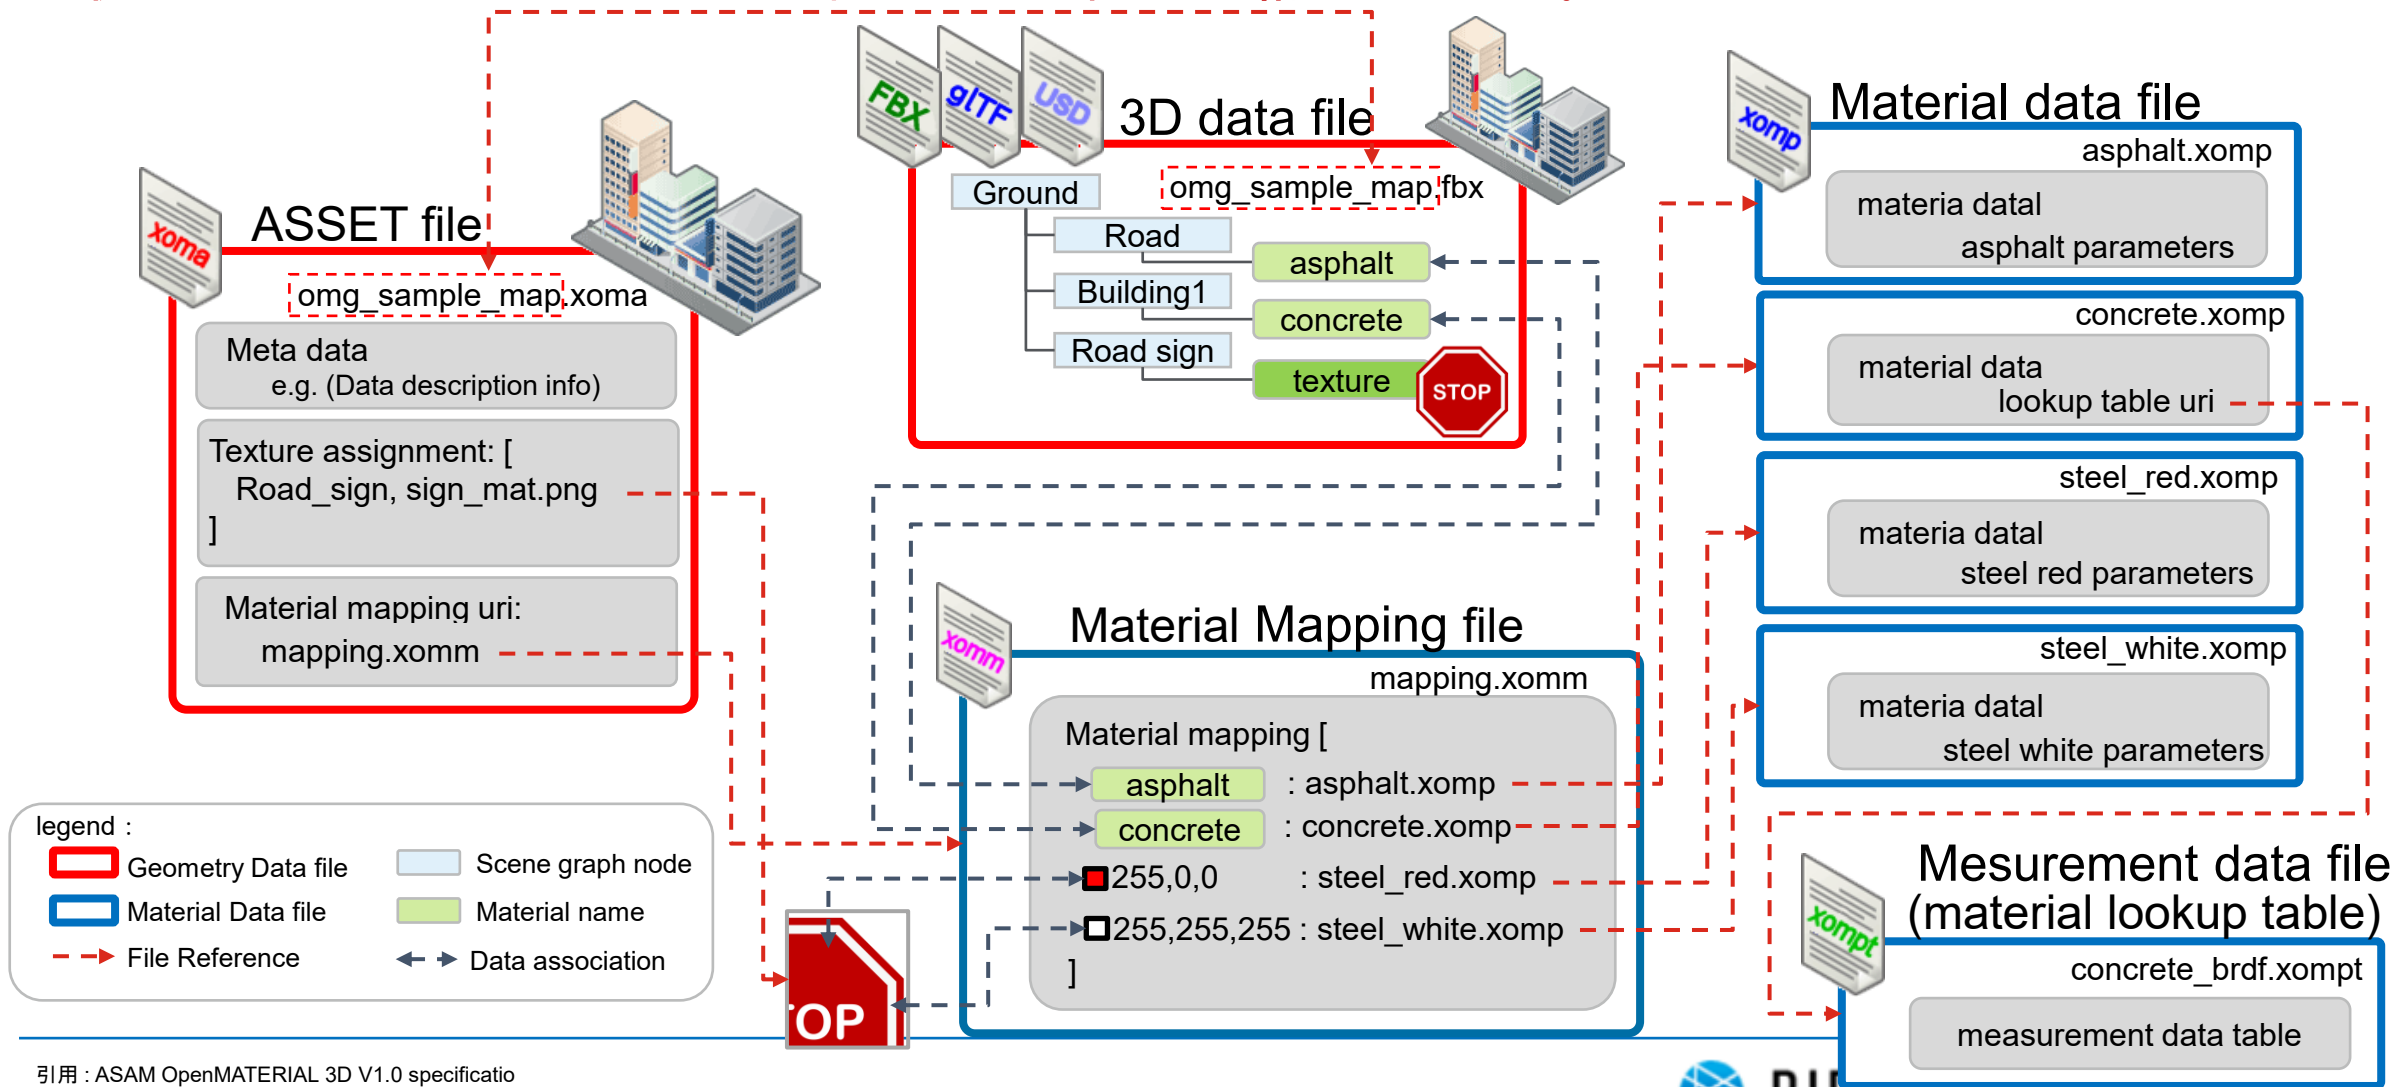 ASSET file
xoma
omg_sample_map.xoma
Meta data
e.g. (Data description info)
Texture assignment: [
Road_sign, sign_mat.png
]
Material mapping uri:
mapping.xomm
FBX
glTF
USD
3D data file
omg_sample_map.fbx
Ground
Road
asphalt
Building1
concrete
Road sign
texture
STOP
xomm
Material Mapping file
mapping.xomm
Material mapping [
asphalt : asphalt.xomp
concrete : concrete.xomp
255,0,0 : steel_red.xomp
255,255,255 : steel_white.xomp
]
OP
xomp
Material data file
asphalt.xomp
materia datal
asphalt parameters
concrete.xomp
material data
lookup table uri
steel_red.xomp
materia datal
steel red parameters
steel_white.xomp
materia datal
steel white parameters
xompt
Mesurement data file
(material lookup table)
concrete_brdf.xompt
measurement data table
legend :
Geometry Data file
Scene graph node
Material Data file
Material name
File Reference
Data association
引用 : ASAM OpenMATERIAL 3D V1.0 specificatio